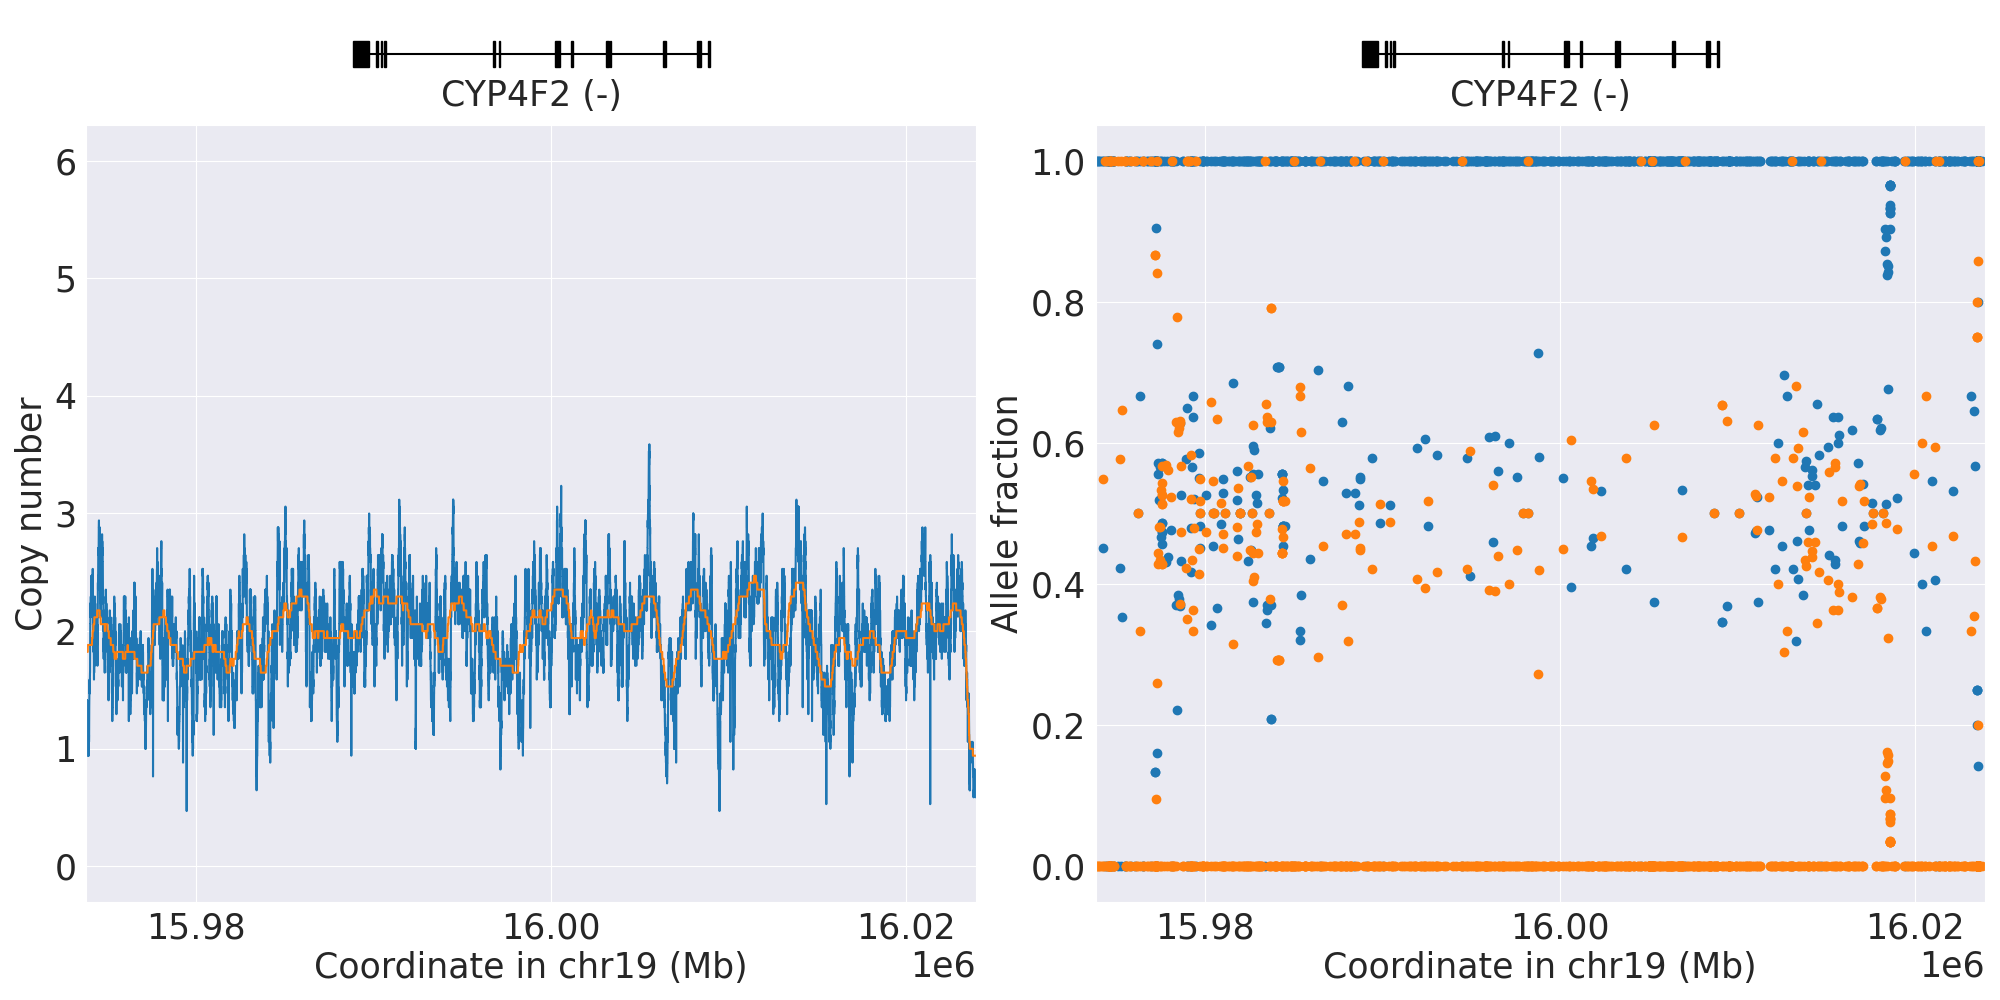 CYP4F2 (-)
Copy number
6
5
4
3
2
1
0
15.98
16.00
16.02
Coordinate in chr19 (Mb)
1e6
CYP4F2 (-)
Allele fraction
1.0
0.8
0.6
0.4
0.2
0.0
15.98
16.00
16.02
Coordinate in chr19 (Mb)
1e6